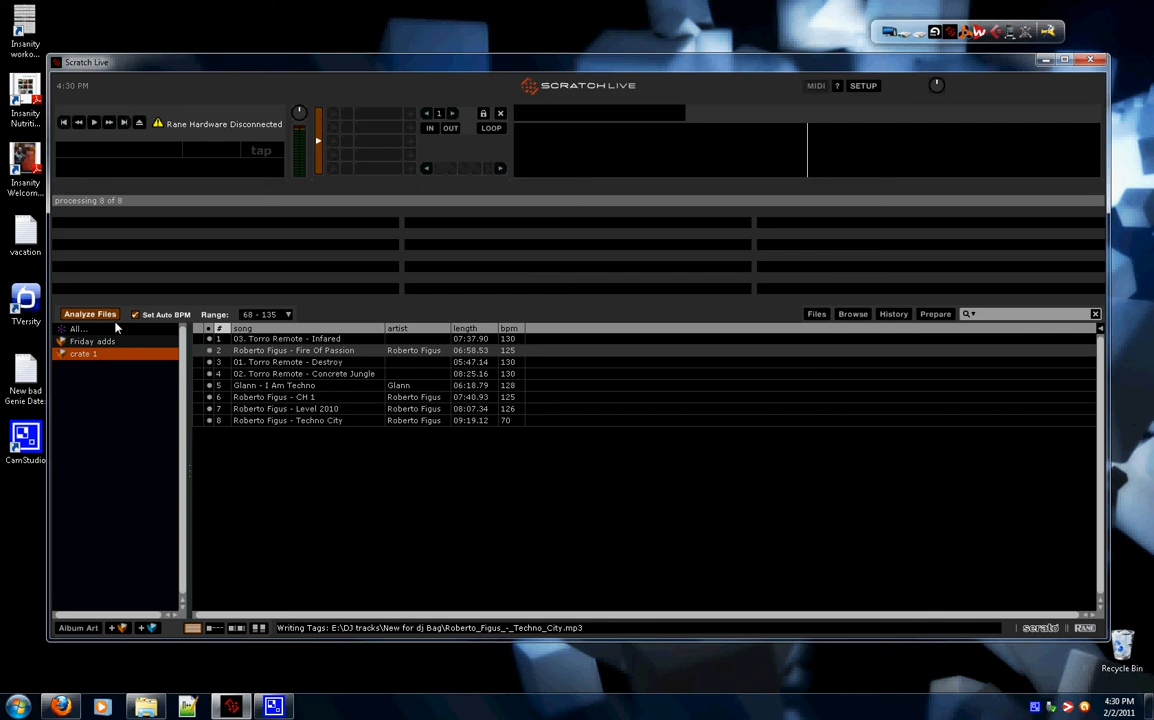 Insanity
worko...
Insanity
Nutriti...
Insanity
Welcom...
vacation
TVersity
New bad
Genie Date:
CamStudio
Scratch Live
4:30 PM
SCRATCH LIVE
MIDI ? SETUP
Rane Hardware Disconnected
1
IN OUT LOOP
tap
processing 8 of 8
Analyze Files Set Auto BPM Range: 68 - 135 Files Browse History Prepare
All...
Friday adds
crate 1
# song artist length bpm
1 03. Torro Remote - Infared 07:37.90 130
2 Roberto Figus - Fire Of Passion Roberto Figus 06:58.53 125
3 01. Torro Remote - Destroy 05:47.14 130
4 02. Torro Remote - Concrete Jungle 08:25.16 130
5 Glann - I Am Techno Glann 06:18.79 128
6 Roberto Figus - CH 1 Roberto Figus 07:40.93 125
7 Roberto Figus - Level 2010 Roberto Figus 08:07.34 126
8 Roberto Figus - Techno City Roberto Figus 09:19.12 70
Album Art Writing Tags: E:\DJ tracks\New for dj Bag\Roberto_Figus_-_Techno_City.mp3 serato RANE
Recycle Bin
4:30 PM
2/2/2011